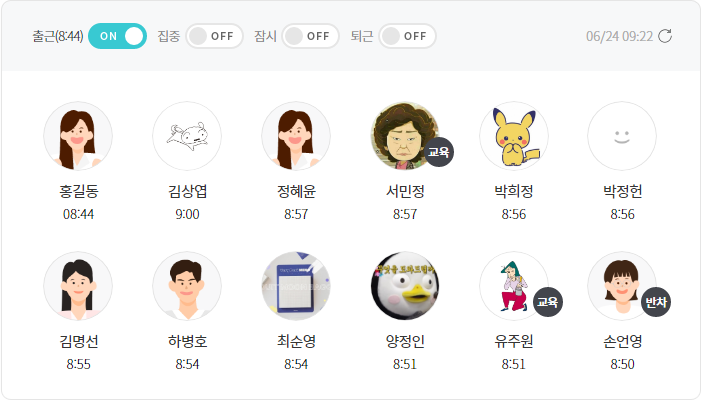 출근(8:44) ON 집중 OFF 잠시 OFF 퇴근 OFF 06/24 09:22
교육
홍길동 김상엽 정혜윤 서민정 박희정 박정헌
08:44 9:00 8:57 8:57 8:56 8:56
교육 반차
김명선 하병호 최순영 양정인 유주원 손언영
8:55 8:54 8:54 8:51 8:51 8:50